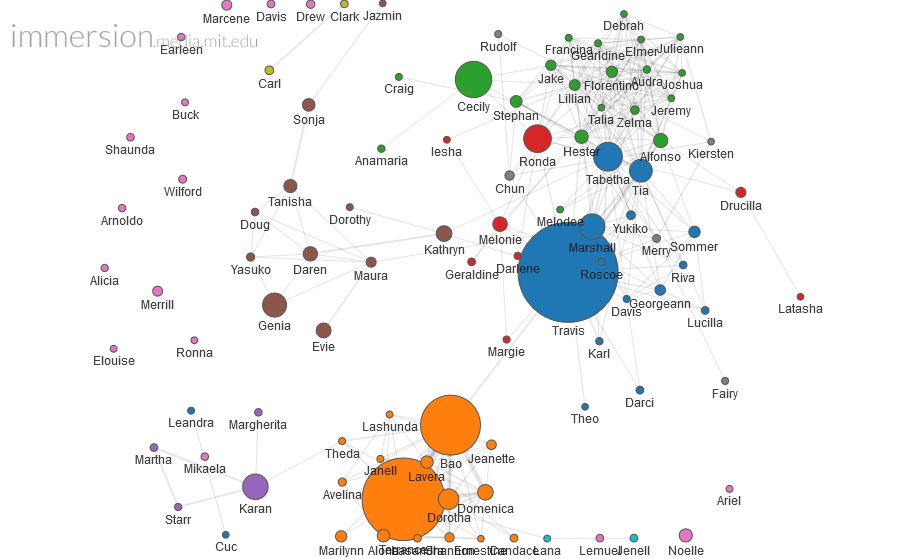 Marcene Davis Drew Clark Jazmin
immersion.media.mit.edu
Earleen
Rudolf
Debrah
Francina Gearldine Elmer Julieann
Carl
Craig
Cecily
Jake
Lillian Florentino Audra Joshua
Buck
Sonja
Stephan
Talia Zelma Jeremy
Shaunda
Anamaria
Iesha
Ronda
Hester
Alfonso
Kiersten
Wilford
Tanisha
Chun
Tabetha
Tia
Arnoldo
Doug
Dorothy
Melonie
Melodee
Yukiko
Drucilla
Alicia
Yasuko
Daren
Maura
Kathryn
Geraldine
Darlene
Marshall
Roscoe
Merry
Sommer
Riva
Merrill
Genia
Evie
Travis
Davis
Georgeann
Lucilla
Latasha
Elouise
Ronna
Margie
Karl
Fairy
Leandra
Margherita
Lashunda
Theo
Darci
Martha
Mikaela
Theda
Janell
Lavera
Bao
Jeanette
Starr
Karan
Avelina
Dorotha
Domenica
Ariel
Cuc
Marilynn
Shannon Ernestine Candace Lana
Lemuel Jenell
Noelle